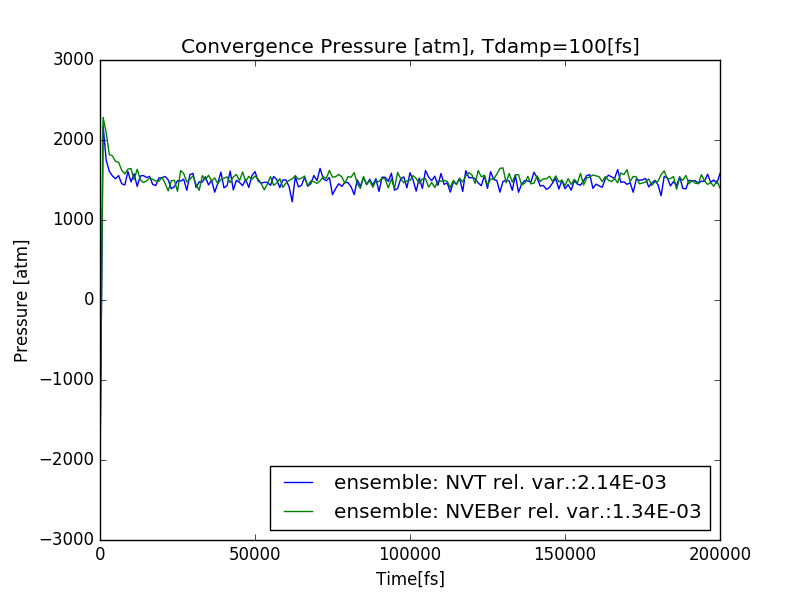 Convergence Pressure [atm], Tdamp=100[fs]
3000
2000
1000
0
−1000
−2000
−3000
Pressure [atm]
ensemble: NVT rel. var.:2.14E-03
ensemble: NVEBer rel. var.:1.34E-03
0 50000 100000 150000 200000
Time[fs]